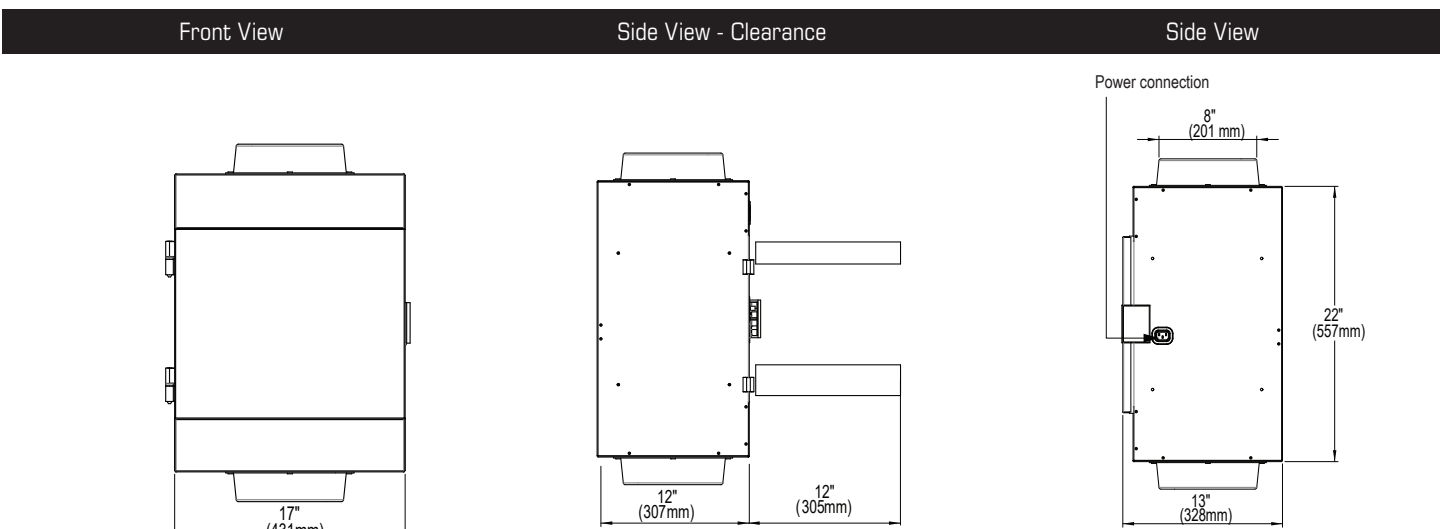 Front View
Side View - Clearance
Side View
Power connection
8"
(201 mm)
22"
(557mm)
17"
(431mm)
12"
(307mm)
12"
(305mm)
13"
(328mm)